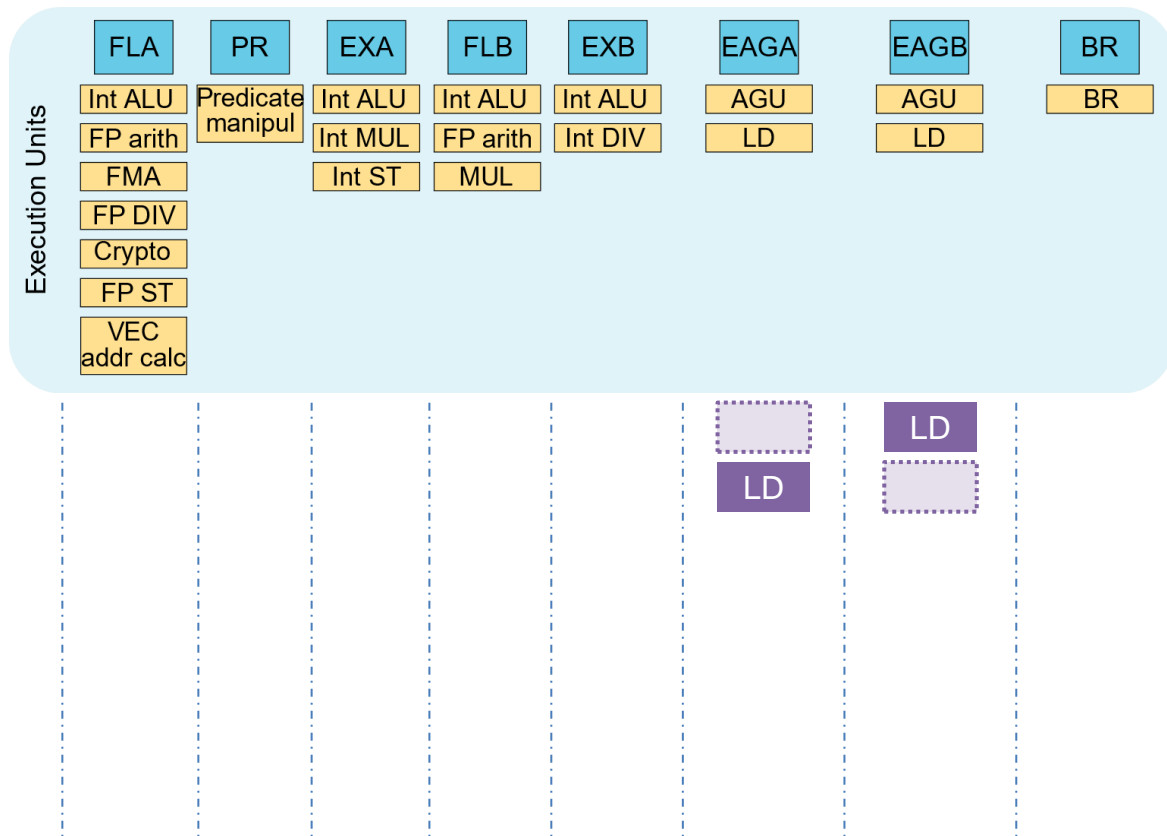 Execution Units
FLA PR EXA FLB EXB EAGA EAGB BR
Int ALU Predicate Int ALU Int ALU Int ALU AGU AGU BR
manipul
FP arith Int MUL FP arith Int DIV LD LD
FMA Int ST MUL
FP DIV
Crypto
FP ST
VEC
addr calc
LD
LD